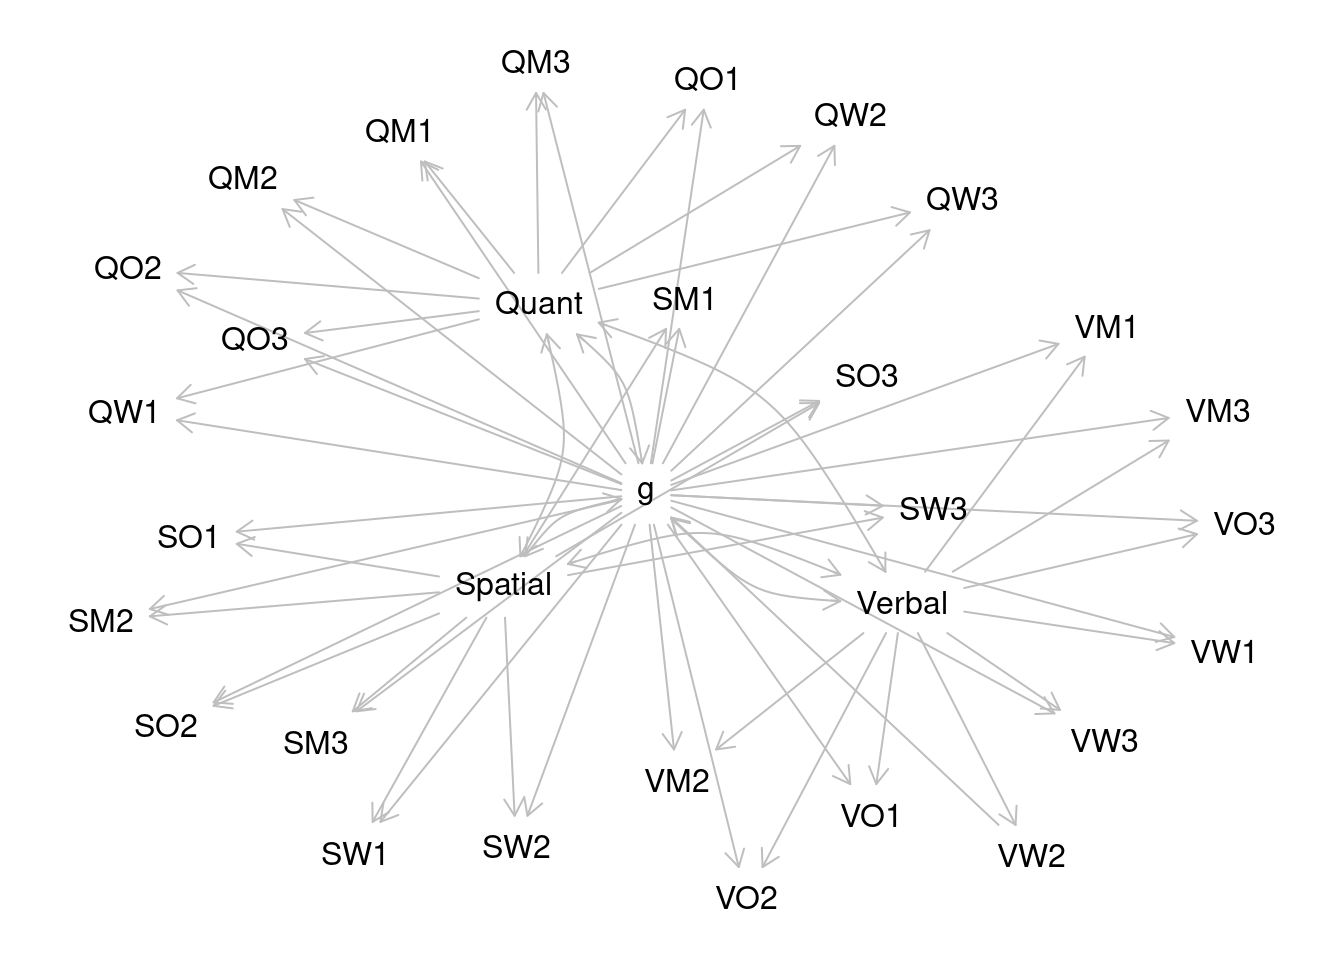 QM3
QO1
QW2
QM1
QM2
QW3
QO2
Quant
SM1
QO3
VM1
SO3
QW1
VM3
g
SW3
VO3
SO1
Spatial
Verbal
SM2
VW1
SO2
SM3
VW3
VM2
VO1
SW1
SW2
VW2
VO2